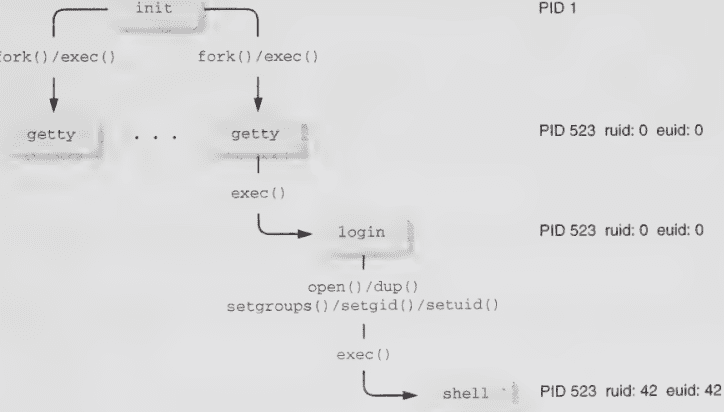 init PID 1
fork()/exec() fork()/exec()
getty ... getty PID 523 ruid: 0 euid: 0
exec()
login PID 523 ruid: 0 euid: 0
open()/dup()
setgroups()/setgid()/setuid()
exec()
shell PID 523 ruid: 42 euid: 42